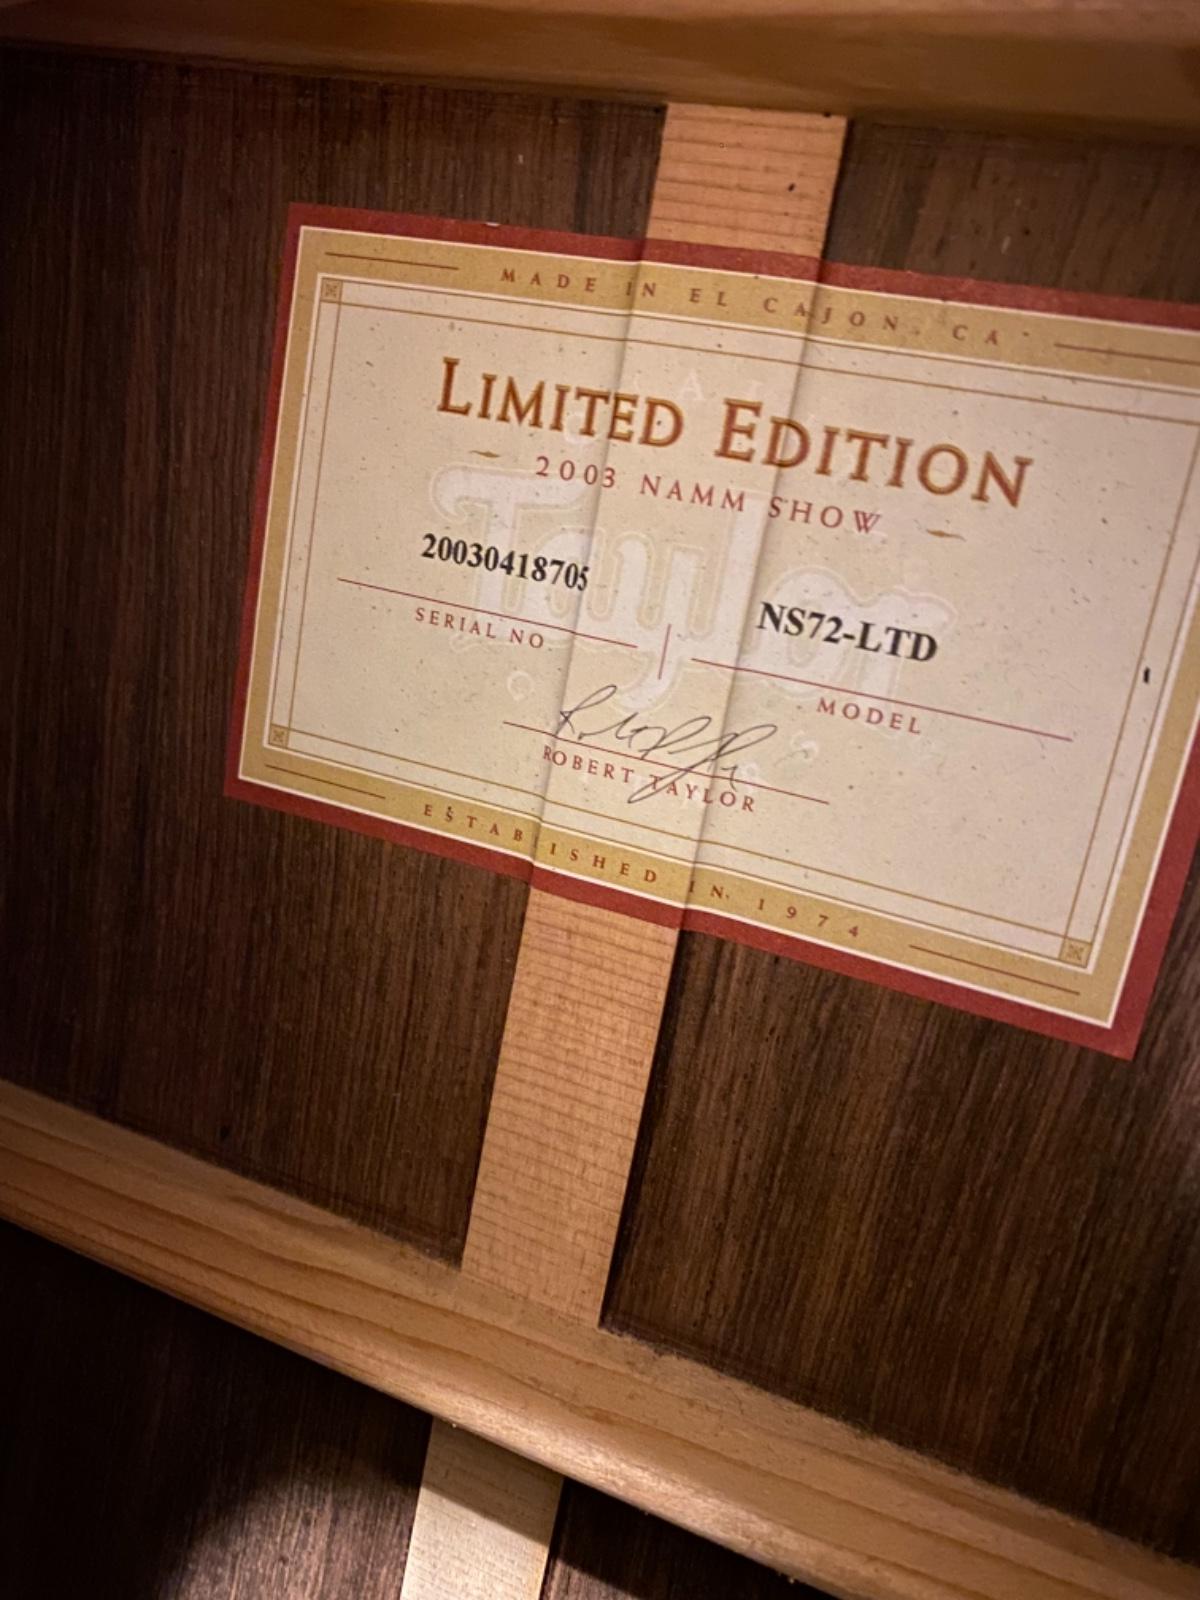 MADE IN EL CAJON, CA
LIMITED EDITION
2003 NAMM SHOW
20030418705
NS72-LTD
SERIAL NO
MODEL
Taylor
ROBERT TAYLOR
ESTABLISHED IN 1974